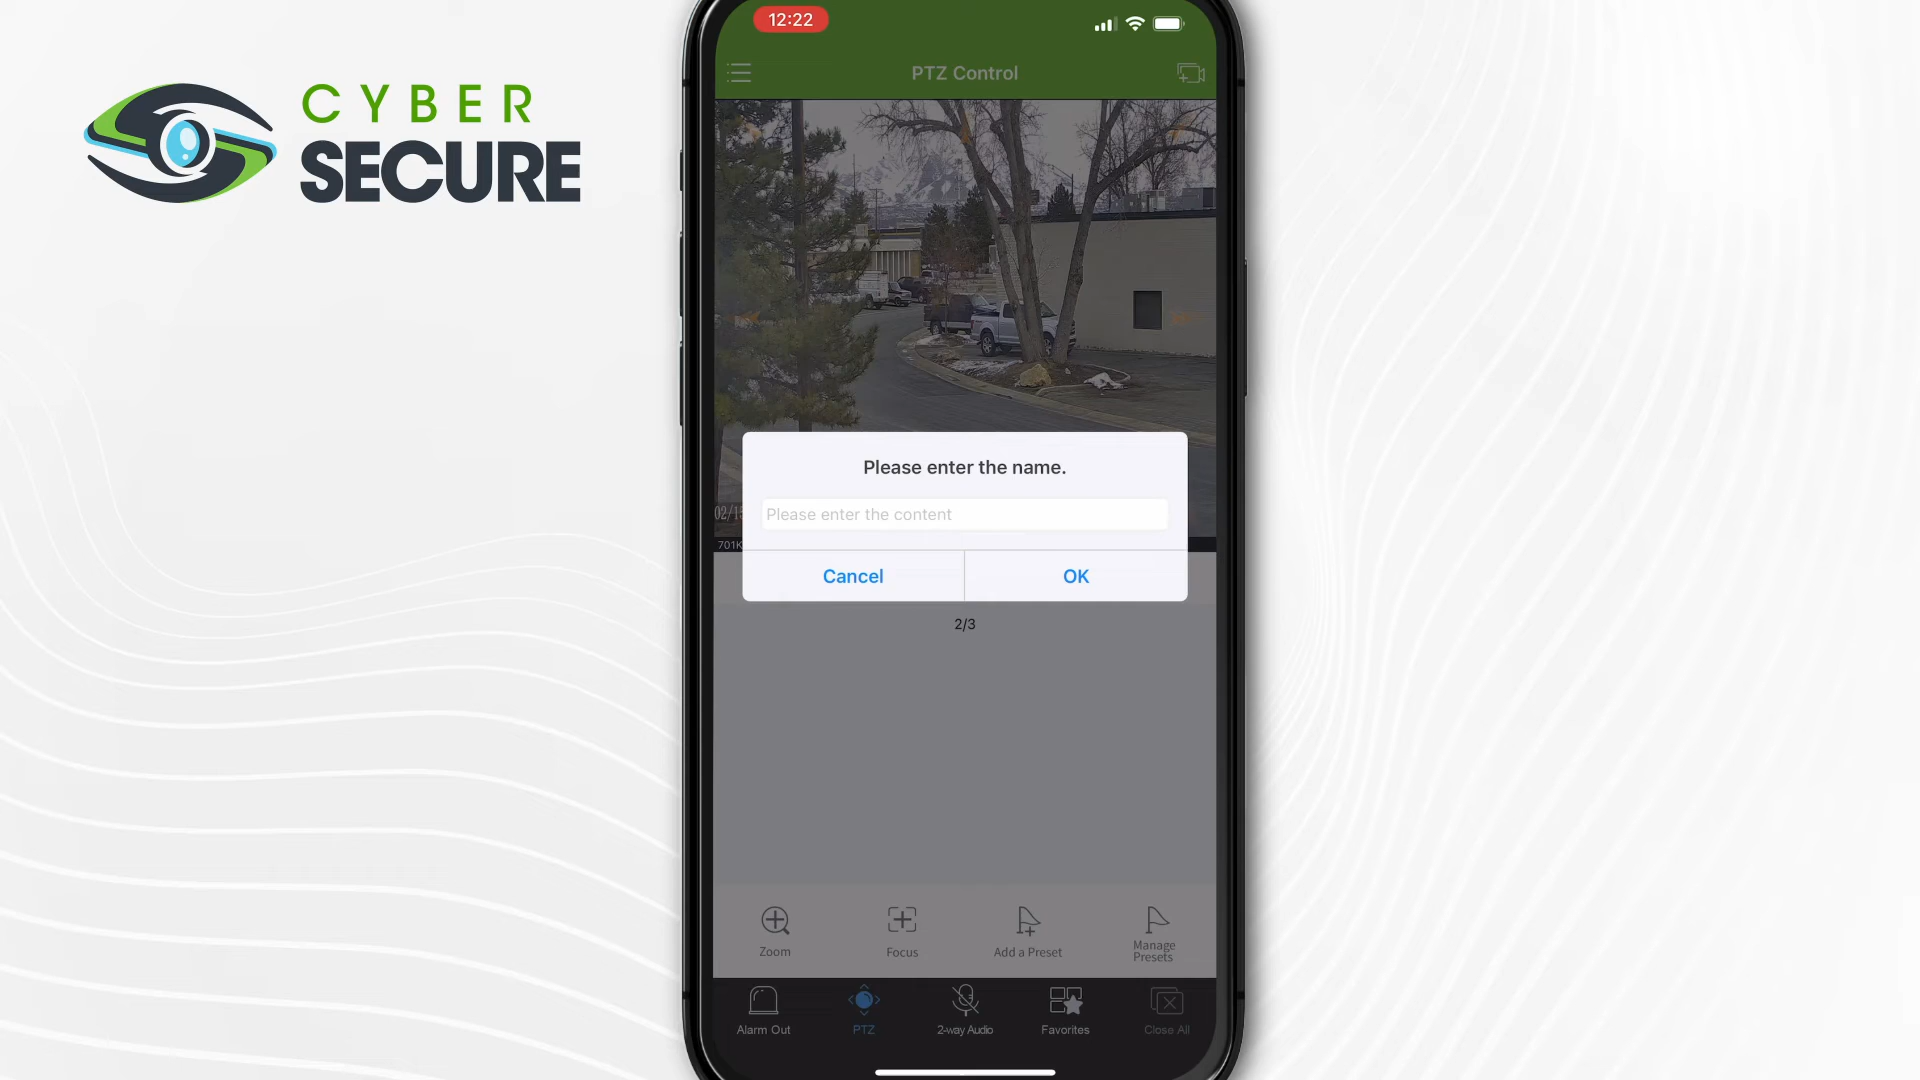 CYBER
SECURE
12:22
PTZ Control
Please enter the name.
Please enter the content
Cancel
OK
2/3
Zoom
Focus
Add a Preset
Manage
Presets
Alarm Out
PTZ
2-way Audio
Favorites
Close All